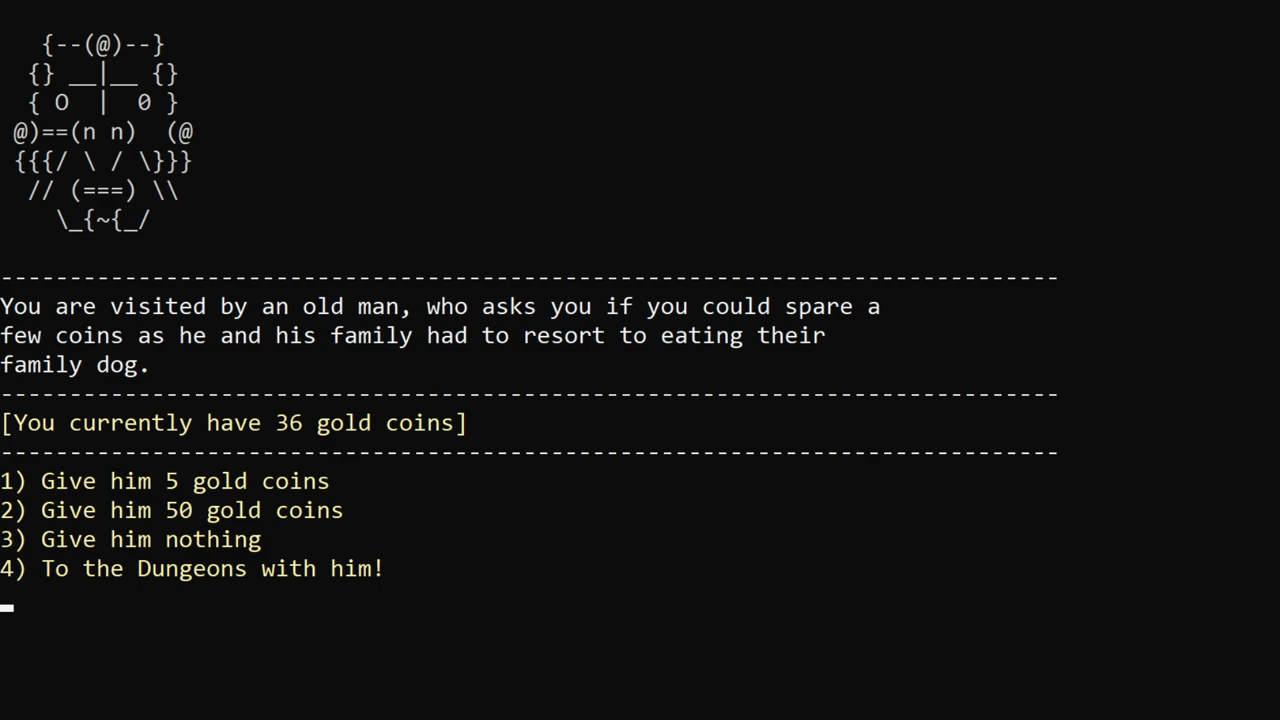 {--(@)--}
{} __|__ {}
{ O | 0 }
@)==(n n) (@
{{{/ \ / \}}}
// (===) \\
\_{~{_/
-----------------------------------------------------------------------------
You are visited by an old man, who asks you if you could spare a
few coins as he and his family had to resort to eating their
family dog.
-----------------------------------------------------------------------------
[You currently have 36 gold coins]
-----------------------------------------------------------------------------
1) Give him 5 gold coins
2) Give him 50 gold coins
3) Give him nothing
4) To the Dungeons with him!